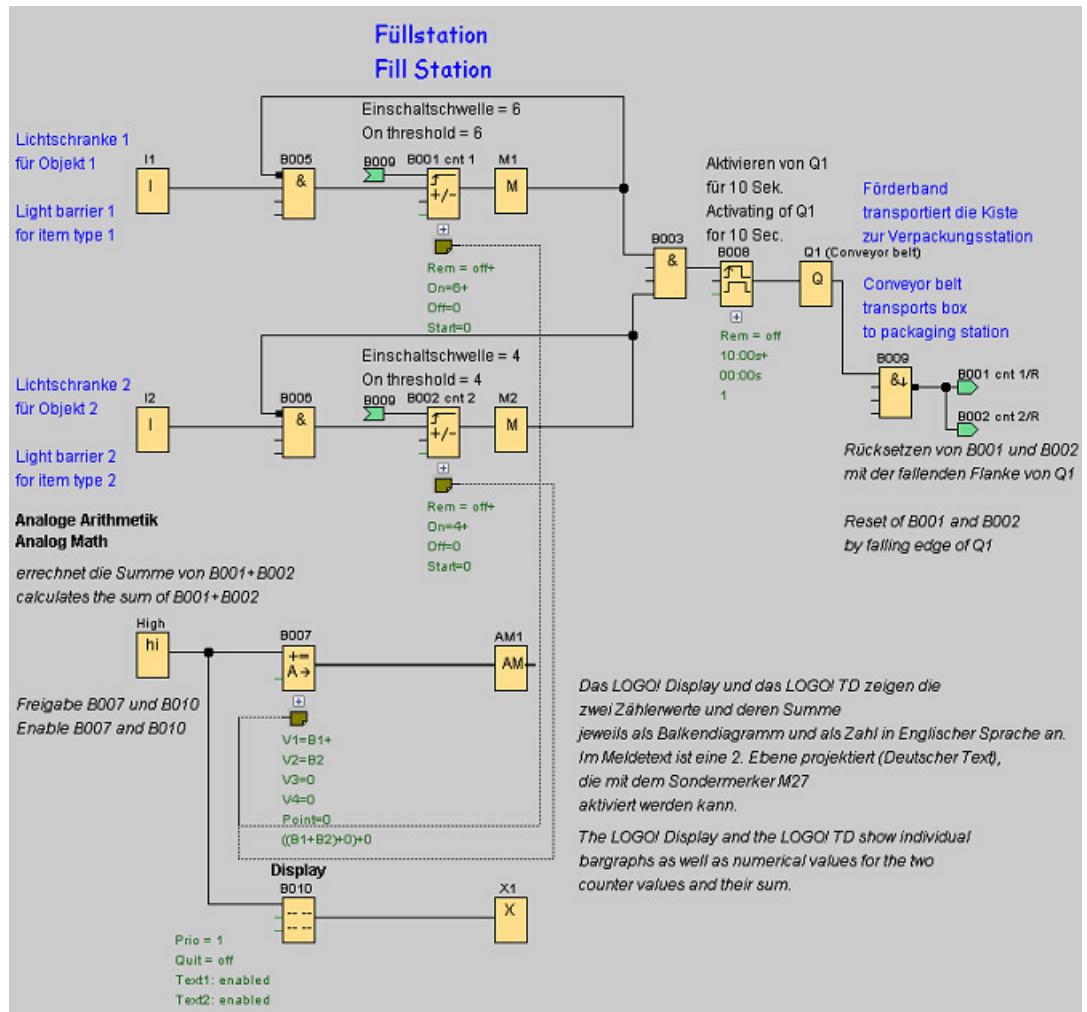 Füllstation
Fill Station
Einschaltschwelle = 6
On threshold = 6
Lichtschranke 1
für Objekt 1
Light barrier 1
for item type 1
I1
I
B005
&
B009
B001 cnt 1
+/-
M1
M
Rem = off+
On=6+
Off=0
Start=0
Aktivieren von Q1
für 10 Sek.
Activating of Q1
for 10 Sec.
B003
&
B008
Rem = off
10:00s+
00:00s
1
Q1 (Conveyor belt)
Q
Förderband
transportiert die Kiste
zur Verpackungsstation
Conveyor belt
transports box
to packaging station
B009
&↓
B001 cnt 1/R
B002 cnt 2/R
Rücksetzen von B001 und B002
mit der fallenden Flanke von Q1
Reset of B001 and B002
by falling edge of Q1
Einschaltschwelle = 4
On threshold = 4
Lichtschranke 2
für Objekt 2
Light barrier 2
for item type 2
I2
I
B006
&
B009
B002 cnt 2
+/-
M2
M
Rem = off+
On=4+
Off=0
Start=0
Analoge Arithmetik
Analog Math
errechnet die Summe von B001+B002
calculates the sum of B001+B002
High
hi
Freigabe B007 und B010
Enable B007 and B010
B007
+=
A→
AM1
AM
V1=B1+
V2=B2
V3=0
V4=0
Point=0
((B1+B2)+0)+0
Das LOGO! Display und das LOGO! TD zeigen die
zwei Zählerwerte und deren Summe
jeweils als Balkendiagramm und als Zahl in Englischer Sprache an.
Im Meldetext ist eine 2. Ebene projektiert (Deutscher Text),
die mit dem Sondermerker M27
aktiviert werden kann.
The LOGO! Display and the LOGO! TD show individual
bargraphs as well as numerical values for the two
counter values and their sum.
Display
B010
X1
X
Prio = 1
Quit = off
Text1: enabled
Text2: enabled